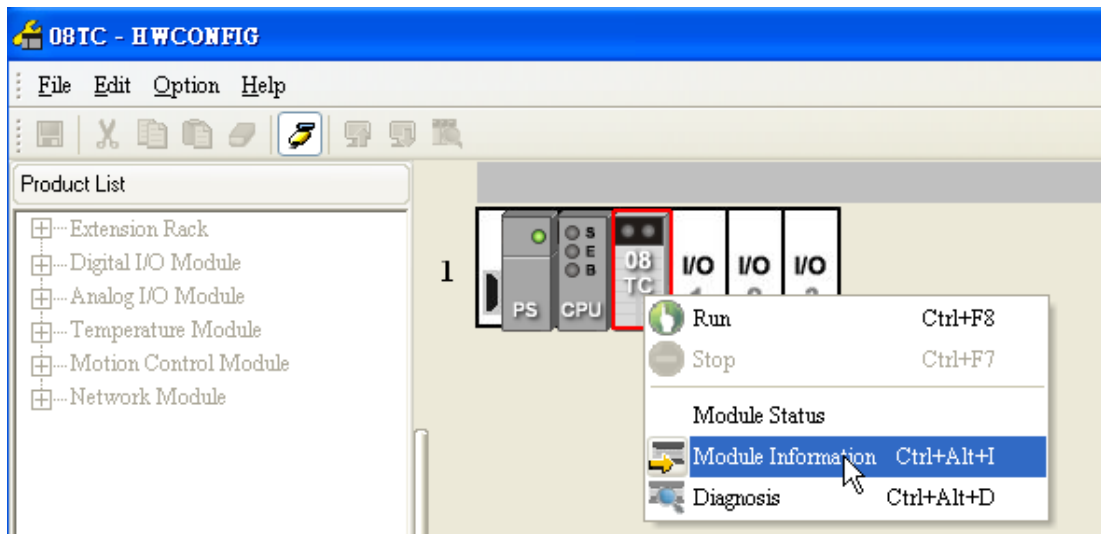 08TC - HWCONFIG
File Edit Option Help
Product List
Extension Rack
Digital I/O Module
Analog I/O Module
Temperature Module
Motion Control Module
Network Module
1
PS
S
E
B
CPU
08
TC
I/O
I/O
I/O
Run Ctrl+F8
Stop Ctrl+F7
Module Status
Module Information Ctrl+Alt+I
Diagnosis Ctrl+Alt+D